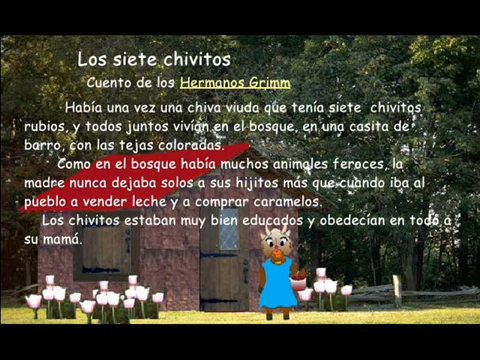 Los siete chivitos
Cuento de los Hermanos Grimm
Había una vez una chiva viuda que tenía siete chivitos
rubios, y todos juntos vivían en el bosque, en una casita de
barro, con las tejas coloradas.
Como en el bosque había muchos animales feroces, la
madre nunca dejaba solos a sus hijitos más que cuando iba al
pueblo a vender leche y a comprar caramelos.
Los chivitos estaban muy bien educados y obedecían en todo a
su mamá.